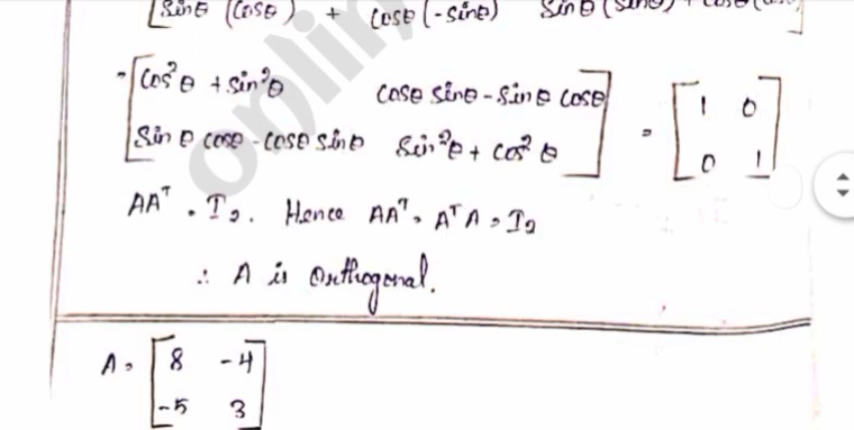 [Sinθ (Cosθ) + Cosθ (-Sinθ) Sinθ (Sinθ) +
= [Cos²θ + Sin²θ Cosθ Sinθ - Sinθ Cosθ] = [1 0]
[Sinθ Cosθ - Cosθ Sinθ Sin²θ + Cos²θ] [0 1]
AAᵀ = I₂. Hence AAᵀ = AᵀA = I₂
∴ A is Orthogonal.
A = [8 -4]
[-5 3]
onlin